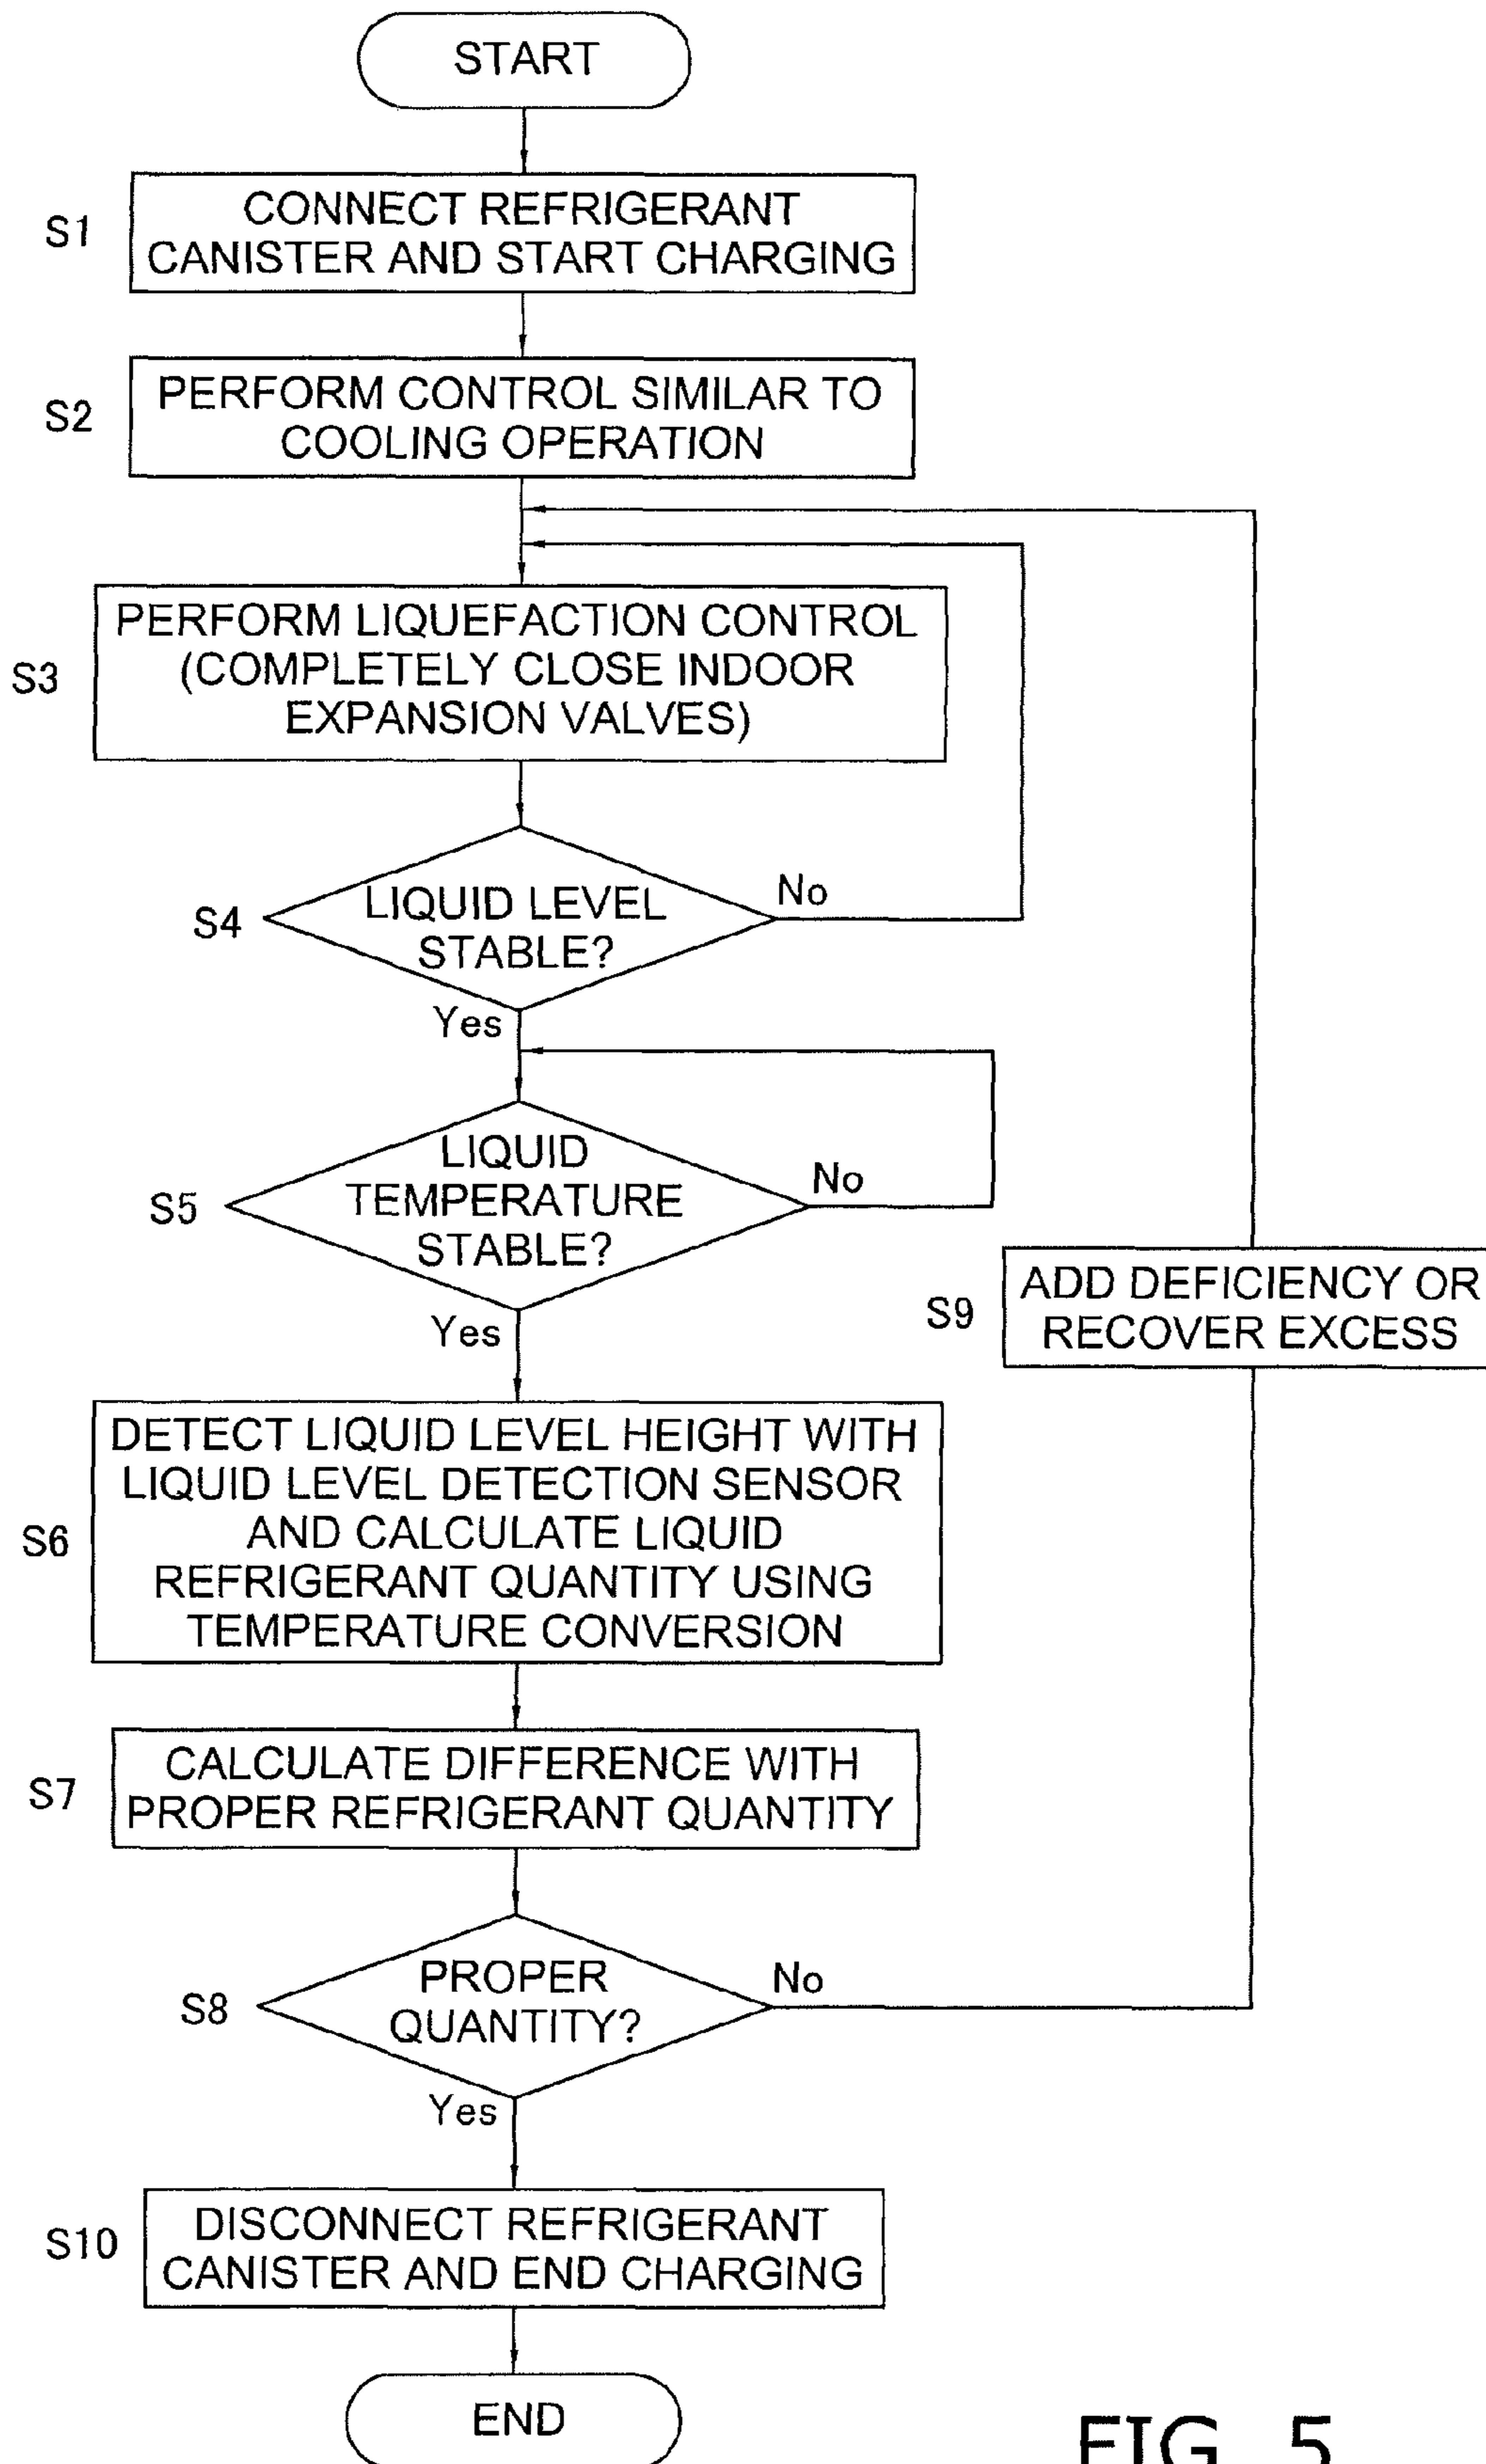 START
S1
CONNECT REFRIGERANT
CANISTER AND START CHARGING
S2
PERFORM CONTROL SIMILAR TO
COOLING OPERATION
S3
PERFORM LIQUEFACTION CONTROL
(COMPLETELY CLOSE INDOOR
EXPANSION VALVES)
S4
LIQUID LEVEL
STABLE?
No
Yes
S5
LIQUID
TEMPERATURE
STABLE?
No
Yes
S9
ADD DEFICIENCY OR
RECOVER EXCESS
S6
DETECT LIQUID LEVEL HEIGHT WITH
LIQUID LEVEL DETECTION SENSOR
AND CALCULATE LIQUID
REFRIGERANT QUANTITY USING
TEMPERATURE CONVERSION
S7
CALCULATE DIFFERENCE WITH
PROPER REFRIGERANT QUANTITY
S8
PROPER
QUANTITY?
No
Yes
S10
DISCONNECT REFRIGERANT
CANISTER AND END CHARGING
END
FIG. 5